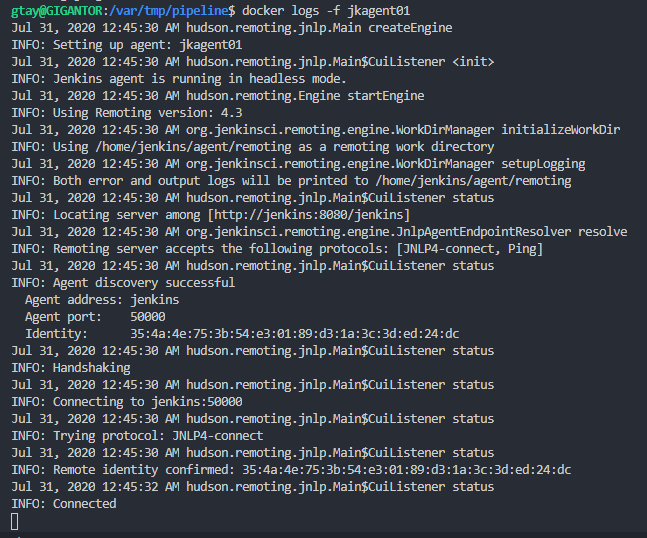 gtay@GIGANTOR:/var/tmp/pipeline$ docker logs -f jkagent01
Jul 31, 2020 12:45:30 AM hudson.remoting.jnlp.Main createEngine
INFO: Setting up agent: jkagent01
Jul 31, 2020 12:45:30 AM hudson.remoting.jnlp.Main$CuiListener <init>
INFO: Jenkins agent is running in headless mode.
Jul 31, 2020 12:45:30 AM hudson.remoting.Engine startEngine
INFO: Using Remoting version: 4.3
Jul 31, 2020 12:45:30 AM org.jenkinsci.remoting.engine.WorkDirManager initializeWorkDir
INFO: Using /home/jenkins/agent/remoting as a remoting work directory
Jul 31, 2020 12:45:30 AM org.jenkinsci.remoting.engine.WorkDirManager setupLogging
INFO: Both error and output logs will be printed to /home/jenkins/agent/remoting
Jul 31, 2020 12:45:30 AM hudson.remoting.jnlp.Main$CuiListener status
INFO: Locating server among [http://jenkins:8080/jenkins]
Jul 31, 2020 12:45:30 AM org.jenkinsci.remoting.engine.JnlpAgentEndpointResolver resolve
INFO: Remoting server accepts the following protocols: [JNLP4-connect, Ping]
Jul 31, 2020 12:45:30 AM hudson.remoting.jnlp.Main$CuiListener status
INFO: Agent discovery successful
  Agent address: jenkins
  Agent port:    50000
  Identity:      35:4a:4e:75:3b:54:e3:01:89:d3:1a:3c:3d:ed:24:dc
Jul 31, 2020 12:45:30 AM hudson.remoting.jnlp.Main$CuiListener status
INFO: Handshaking
Jul 31, 2020 12:45:30 AM hudson.remoting.jnlp.Main$CuiListener status
INFO: Connecting to jenkins:50000
Jul 31, 2020 12:45:30 AM hudson.remoting.jnlp.Main$CuiListener status
INFO: Trying protocol: JNLP4-connect
Jul 31, 2020 12:45:30 AM hudson.remoting.jnlp.Main$CuiListener status
INFO: Remote identity confirmed: 35:4a:4e:75:3b:54:e3:01:89:d3:1a:3c:3d:ed:24:dc
Jul 31, 2020 12:45:32 AM hudson.remoting.jnlp.Main$CuiListener status
INFO: Connected